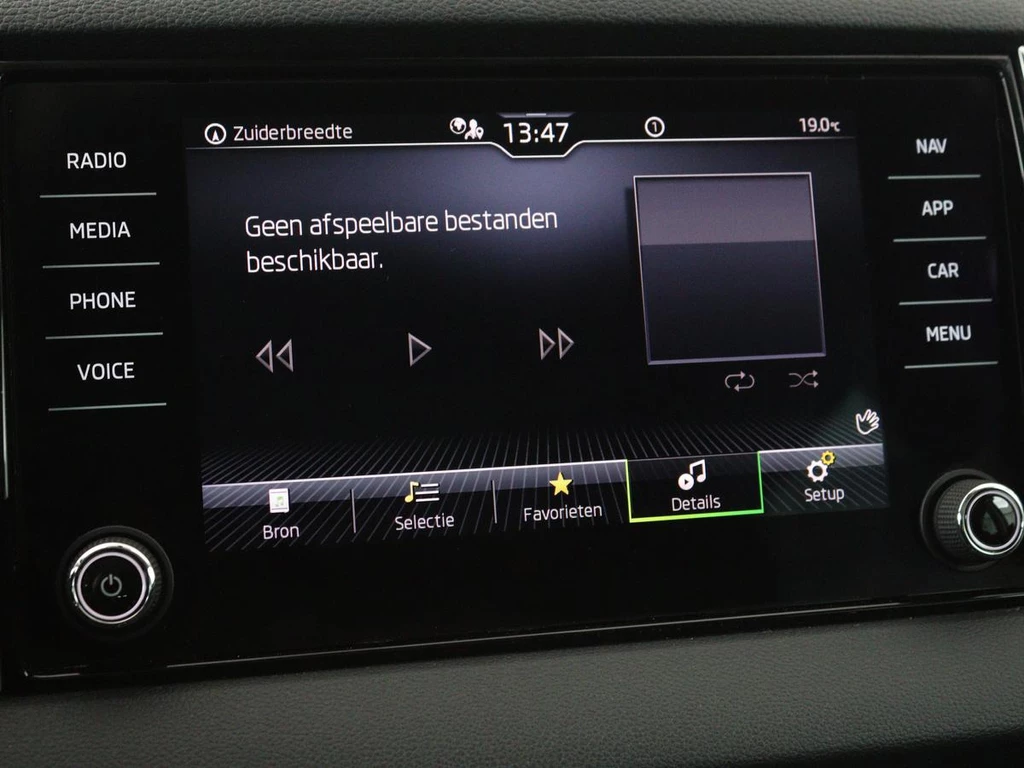 Zuiderbreedte 13:47 1 19.0°C
RADIO
MEDIA
PHONE
VOICE
Geen afspeelbare bestanden
beschikbaar.
NAV
APP
CAR
MENU
Bron Selectie Favorieten Details Setup